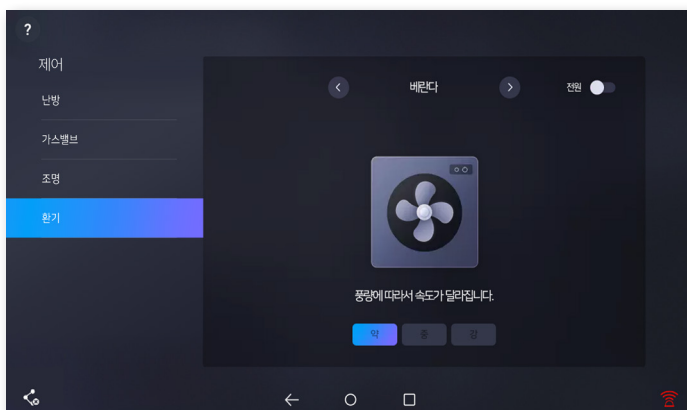 ?
제어
난방
가스밸브
조명
환기
베란다
전원
풍량에 따라서 속도가 달라집니다.
약 중 강